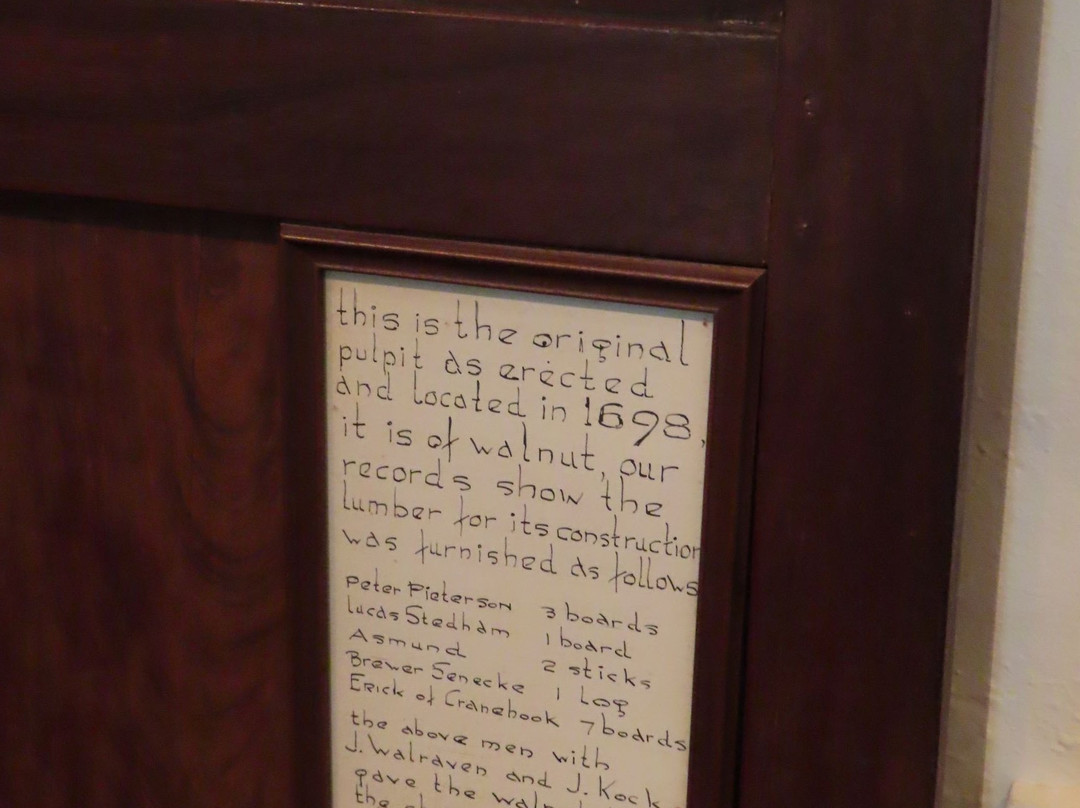 this is the original
pulpit as erected
and located in 1698,
it is of walnut, our
records show the
lumber for its construction
was furnished as follows
Peter Pieterson 3 boards
Lucas Stedham 1 board
Asmund 2 sticks
Brewer Senecke 1 Log
Erick of Cranehook 7 boards
the above men with
J. Walraven and J. Kock
gave the
the